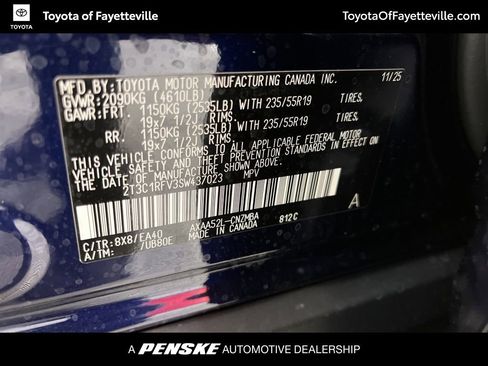 TOYOTA
Toyota of Fayetteville
ToyotaOfFayetteville.com
MFD.BY:TOYOTA MOTOR MANUFACTURING CANADA INC. 11/25
GVWR:2090KG (4610LB)
GAWR:FRT. 1150KG (2535LB) WITH 235/55R19 TIRES,
19x 7 1/2J RIMS.
RR. 1150KG (2535LB) WITH 235/55R19 TIRES,
19x7 1/2J RIMS.
THIS VEHICLE CONFORMS TO ALL APPLICABLE FEDERAL MOTOR
VEHICLE SAFETY AND THEFT PREVENTION STANDARDS IN EFFECT
ON THE DATE OF MANUFACTURE SHOWN ABOVE.
2T3C1RFV3SW437023 MPV
C/TR:8X8/EA40 AXAA52L-CNZMBA 812C A
A/TM: -/UB80E MADE IN CANADA
A PENSKE AUTOMOTIVE DEALERSHIP